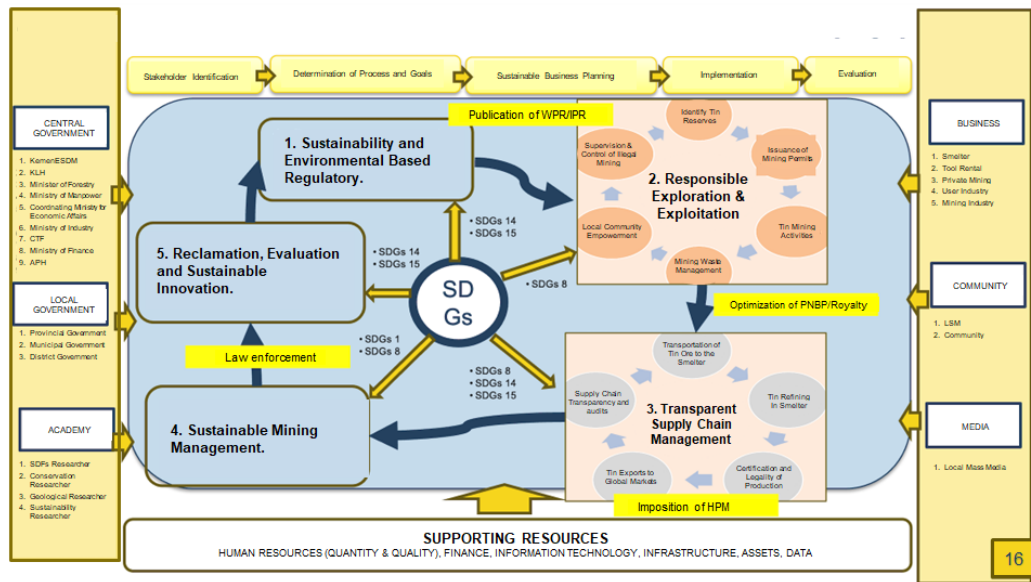 Stakeholder Identification
Determination of Process and Goals
Sustainable Business Planning
Implementation
Evaluation
CENTRAL
GOVERNMENT
1. KemenESDM
2. KLH
3. Minister of Forestry
4. Ministry of Manpower
5. Coordinating Ministry for
Economic Affairs
6. Ministry of Industry
7. CTF
8. Ministry of Finance
9. APH
LOCAL
GOVERNMENT
1. Provincial Government
2. Municipal Government
3. District Government
ACADEMY
1. SDPs Researcher
2. Conservation
Researcher
3. Geological Researcher
4. Sustainability
Researcher
Publication of WPR/IPR
1. Sustainability and
Environmental Based
Regulatory.
5. Reclamation, Evaluation
and Sustainable
Innovation.
Law enforcement
4. Sustainable Mining
Management.
• SDGs 14
• SDGs 15
• SDGs 14
• SDGs 15
SD
Gs
• SDGs 8
• SDGs 1
• SDGs 8
• SDGs 8
• SDGs 14
• SDGs 15
Identify Tin
Reserves
Supervision &
Control of Illegal
Mining
Issuance of
Mining Permits
2. Responsible
Exploration &
Exploitation
Local Community
Empowerment
Tin Mining
Activities
Mining Waste
Management
Optimization of PNBP/Royalty
Transportation of
Tin Ore to the
Smelter
Supply Chain
Transparency and
audits
Tin Refining
In Smelter
3. Transparent
Supply Chain
Management
Tin Exports to
Global Markets
Certification and
Legality of
Production
Imposition of HPM
BUSINESS
1. Smelter
2. Tool Rental
3. Private Mining
4. User Industry
5. Mining Industry
COMMUNITY
1. LSM
2. Community
MEDIA
1. Local Mass Media
SUPPORTING RESOURCES
HUMAN RESOURCES (QUANTITY & QUALITY), FINANCE, INFORMATION TECHNOLOGY, INFRASTRUCTURE, ASSETS, DATA
16